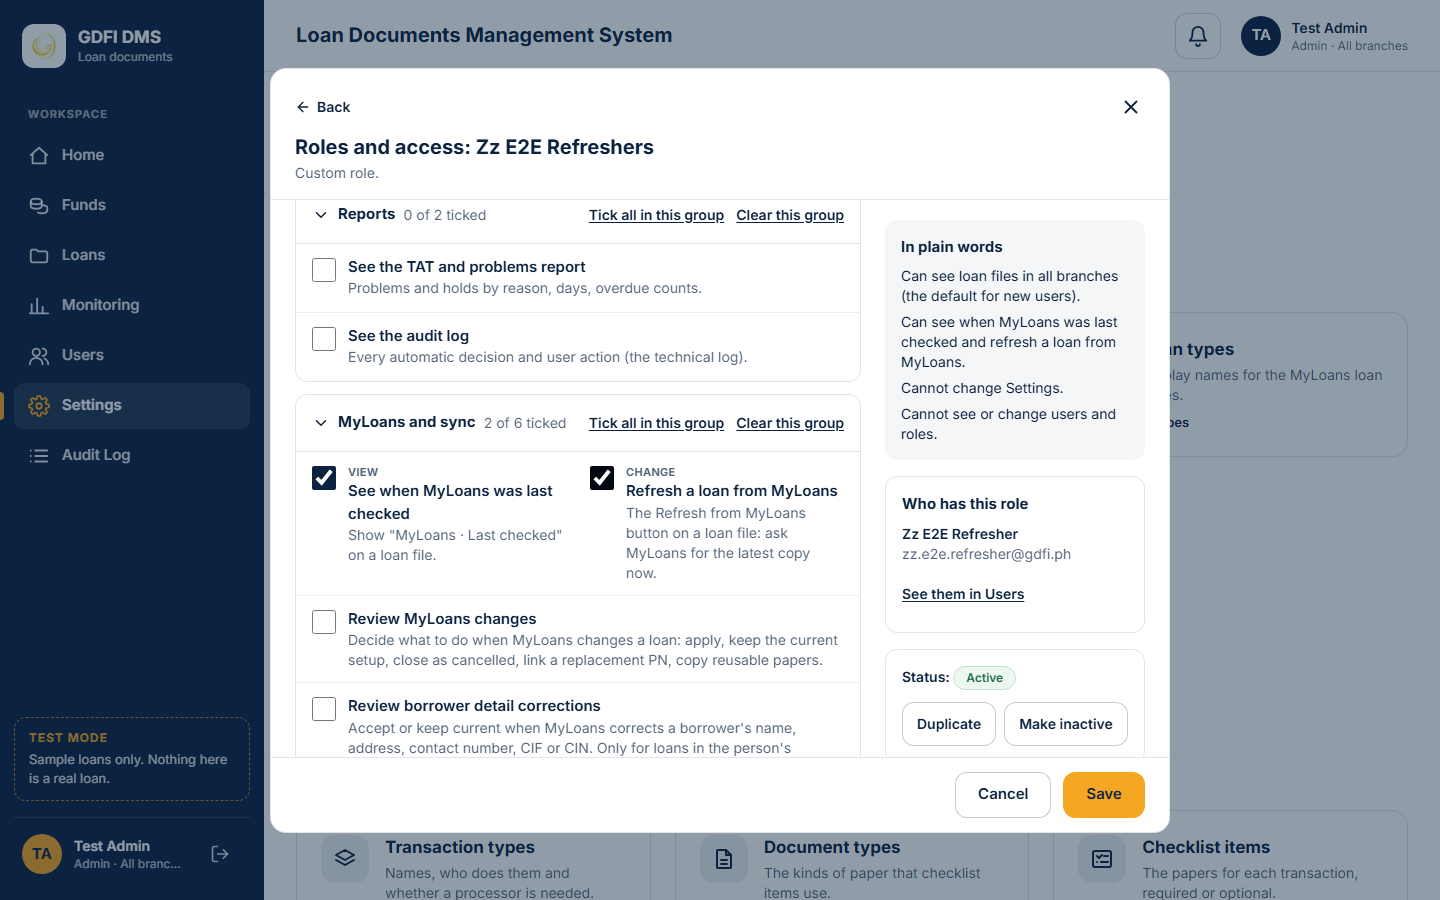 GDFI DMS
Loan documents
WORKSPACE
Home
Funds
Loans
Monitoring
Users
Settings
Audit Log
TEST MODE
Sample loans only. Nothing here
is a real loan.
TA
Test Admin
Admin · All branc...
Loan Documents Management System
TA
Test Admin
Admin · All branches
Back
Roles and access: Zz E2E Refreshers
Custom role.
Reports 0 of 2 ticked Tick all in this group Clear this group
See the TAT and problems report
Problems and holds by reason, days, overdue counts.
See the audit log
Every automatic decision and user action (the technical log).
MyLoans and sync 2 of 6 ticked Tick all in this group Clear this group
VIEW
See when MyLoans was last
checked
Show "MyLoans · Last checked"
on a loan file.
CHANGE
Refresh a loan from MyLoans
The Refresh from MyLoans
button on a loan file: ask
MyLoans for the latest copy
now.
Review MyLoans changes
Decide what to do when MyLoans changes a loan: apply, keep the current
setup, close as cancelled, link a replacement PN, copy reusable papers.
Review borrower detail corrections
Accept or keep current when MyLoans corrects a borrower's name,
address, contact number, CIF or CIN. Only for loans in the person's
In plain words
Can see loan files in all branches
(the default for new users).
Can see when MyLoans was last
checked and refresh a loan from
MyLoans.
Cannot change Settings.
Cannot see or change users and
roles.
Who has this role
Zz E2E Refresher
zz.e2e.refresher@gdfi.ph
See them in Users
Status: Active
Duplicate
Make inactive
Cancel
Save
n types
lay names for the MyLoans loan
s.
pes
Transaction types
Names, who does them and
whether a processor is needed.
Document types
The kinds of paper that checklist
items use.
Checklist items
The papers for each transaction,
required or optional.